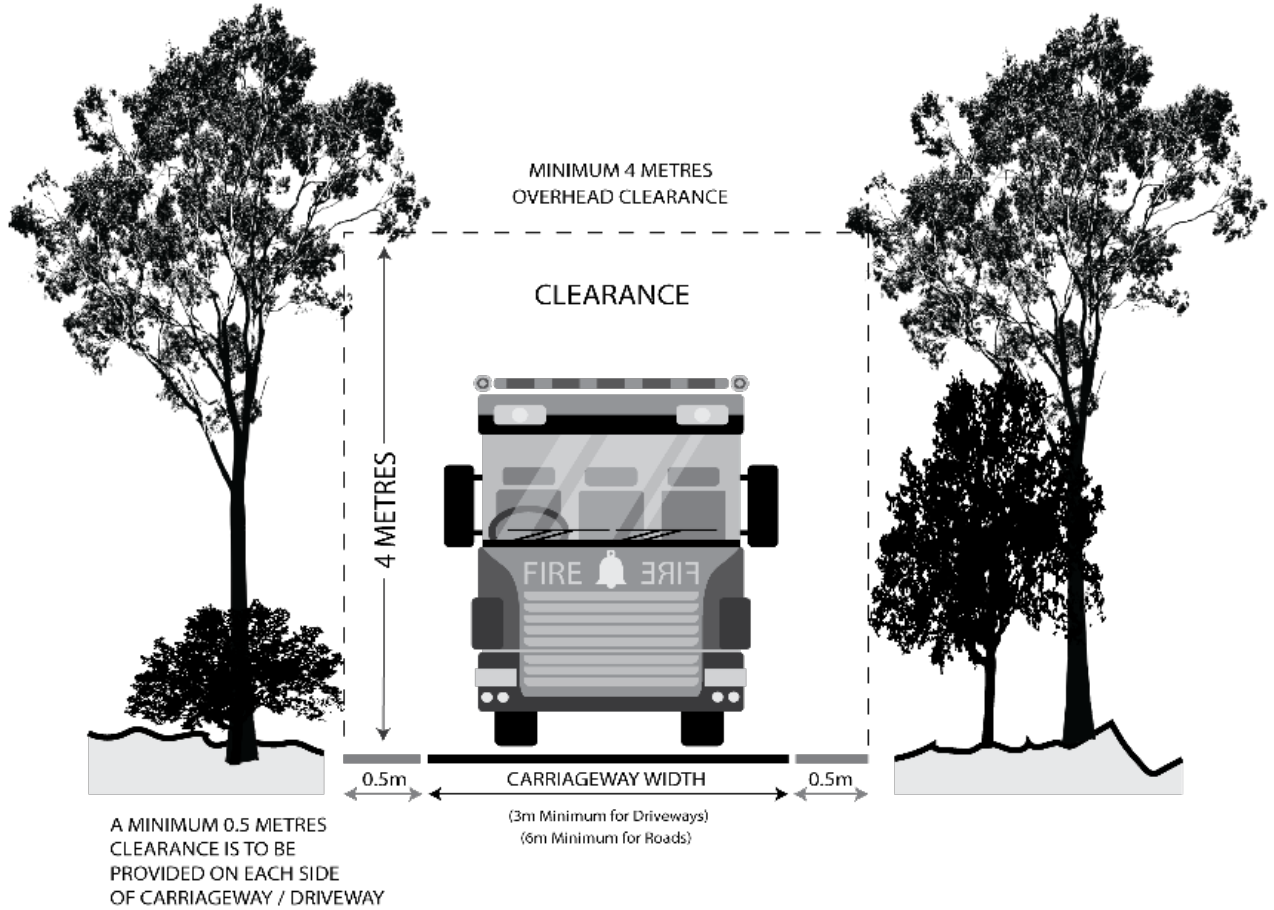 MINIMUM 4 METRES
OVERHEAD CLEARANCE
CLEARANCE
4 METRES
FIRE FIRE
0.5m
CARRIAGEWAY WIDTH
0.5m
(3m Minimum for Driveways)
(6m Minimum for Roads)
A MINIMUM 0.5 METRES
CLEARANCE IS TO BE
PROVIDED ON EACH SIDE
OF CARRIAGEWAY / DRIVEWAY